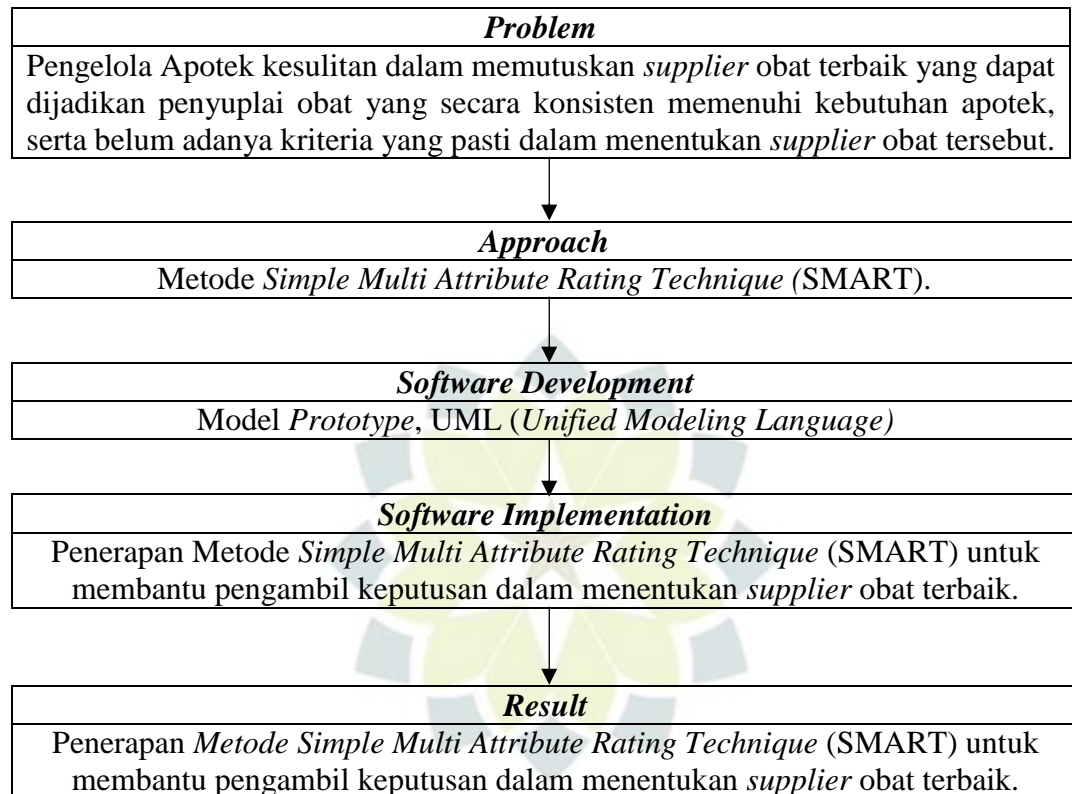 Problem
Pengelola Apotek kesulitan dalam memutuskan supplier obat terbaik yang dapat
dijadikan penyuplai obat yang secara konsisten memenuhi kebutuhan apotek,
serta belum adanya kriteria yang pasti dalam menentukan supplier obat tersebut.
Approach
Metode Simple Multi Attribute Rating Technique (SMART).
Software Development
Model Prototype, UML (Unified Modeling Language)
Software Implementation
Penerapan Metode Simple Multi Attribute Rating Technique (SMART) untuk
membantu pengambil keputusan dalam menentukan supplier obat terbaik.
Result
Penerapan Metode Simple Multi Attribute Rating Technique (SMART) untuk
membantu pengambil keputusan dalam menentukan supplier obat terbaik.